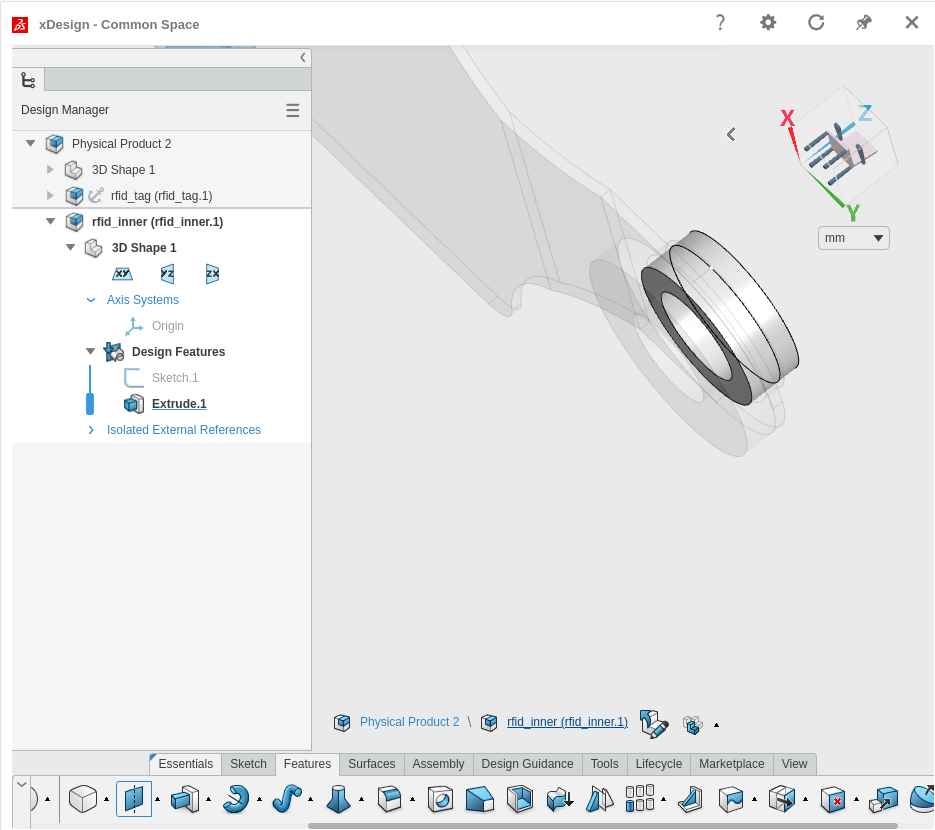 xDesign - Common Space
?
Design Manager
Physical Product 2
3D Shape 1
rfid_tag (rfid_tag.1)
rfid_inner (rfid_inner.1)
3D Shape 1
XY YZ ZX
Axis Systems
Origin
Design Features
Sketch.1
Extrude.1
Isolated External References
X
Z
Y
mm
Physical Product 2 \ rfid_inner (rfid_inner.1)
Essentials Sketch Features Surfaces Assembly Design Guidance Tools Lifecycle Marketplace View